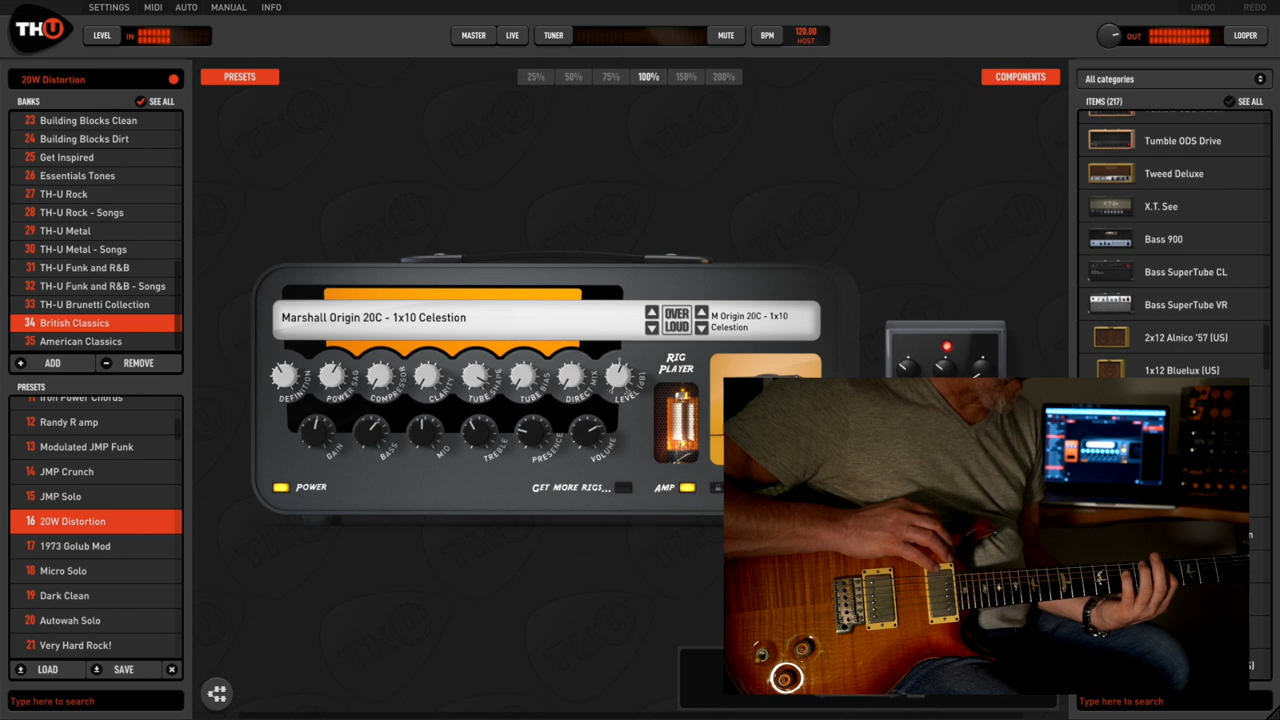 SETTINGS MIDI AUTO MANUAL INFO UNDO REDO
THU
LEVEL IN MASTER LIVE TUNER MUTE BPM 120.00 HOST OUT LOOPER
20W Distortion
PRESETS
25% 50% 75% 100% 150% 200%
COMPONENTS
All categories
BANKS SEE ALL
23 Building Blocks Clean
24 Building Blocks Dirt
25 Get Inspired
26 Essentials Tones
27 TH-U Rock
28 TH-U Rock - Songs
29 TH-U Metal
30 TH-U Metal - Songs
31 TH-U Funk and R&B
32 TH-U Funk and R&B - Songs
33 TH-U Brunetti Collection
34 British Classics
35 American Classics
ADD REMOVE
PRESETS
11 Iron Power Chorus
12 Randy R amp
13 Modulated JMP Funk
14 JMP Crunch
15 JMP Solo
16 20W Distortion
17 1973 Golub Mod
18 Micro Solo
19 Dark Clean
20 Autowah Solo
21 Very Hard Rock!
LOAD SAVE
Type here to search
Marshall Origin 20C - 1x10 Celestion
OVERLOUD
M Origin 20C - 1x10
Celestion
DEFINITION POWER SAG COMPRESSOR CLARITY TUBE SHAPE TUBE BIAS DIRECT MIX LEVEL (dB)
RIG
PLAYER
GAIN BASS MID TREBLE PRESENCE VOLUME
POWER GET MORE RIGS... AMP
ITEMS (217) SEE ALL
Tumble ODS Drive
Tweed Deluxe
X.T. See
Bass 900
Bass SuperTube CL
Bass SuperTube VR
2x12 Alnico '57 (US)
1x12 Bluelux (US)
Type here to search